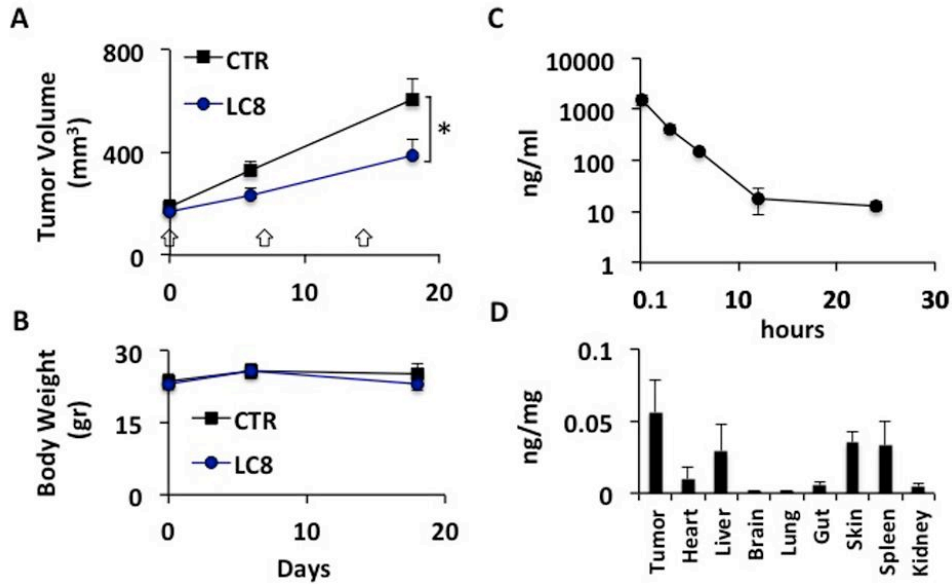 A
800
400
0
Tumor Volume
(mm³)
CTR
LC8
*
0
10
20
B
30
15
0
Body Weight
(gr)
CTR
LC8
0
10
20
Days
C
10000
1000
100
10
1
ng/ml
0.1
10
20
30
hours
D
0.1
0.05
0
ng/mg
Tumor
Heart
Liver
Brain
Lung
Gut
Skin
Spleen
Kidney